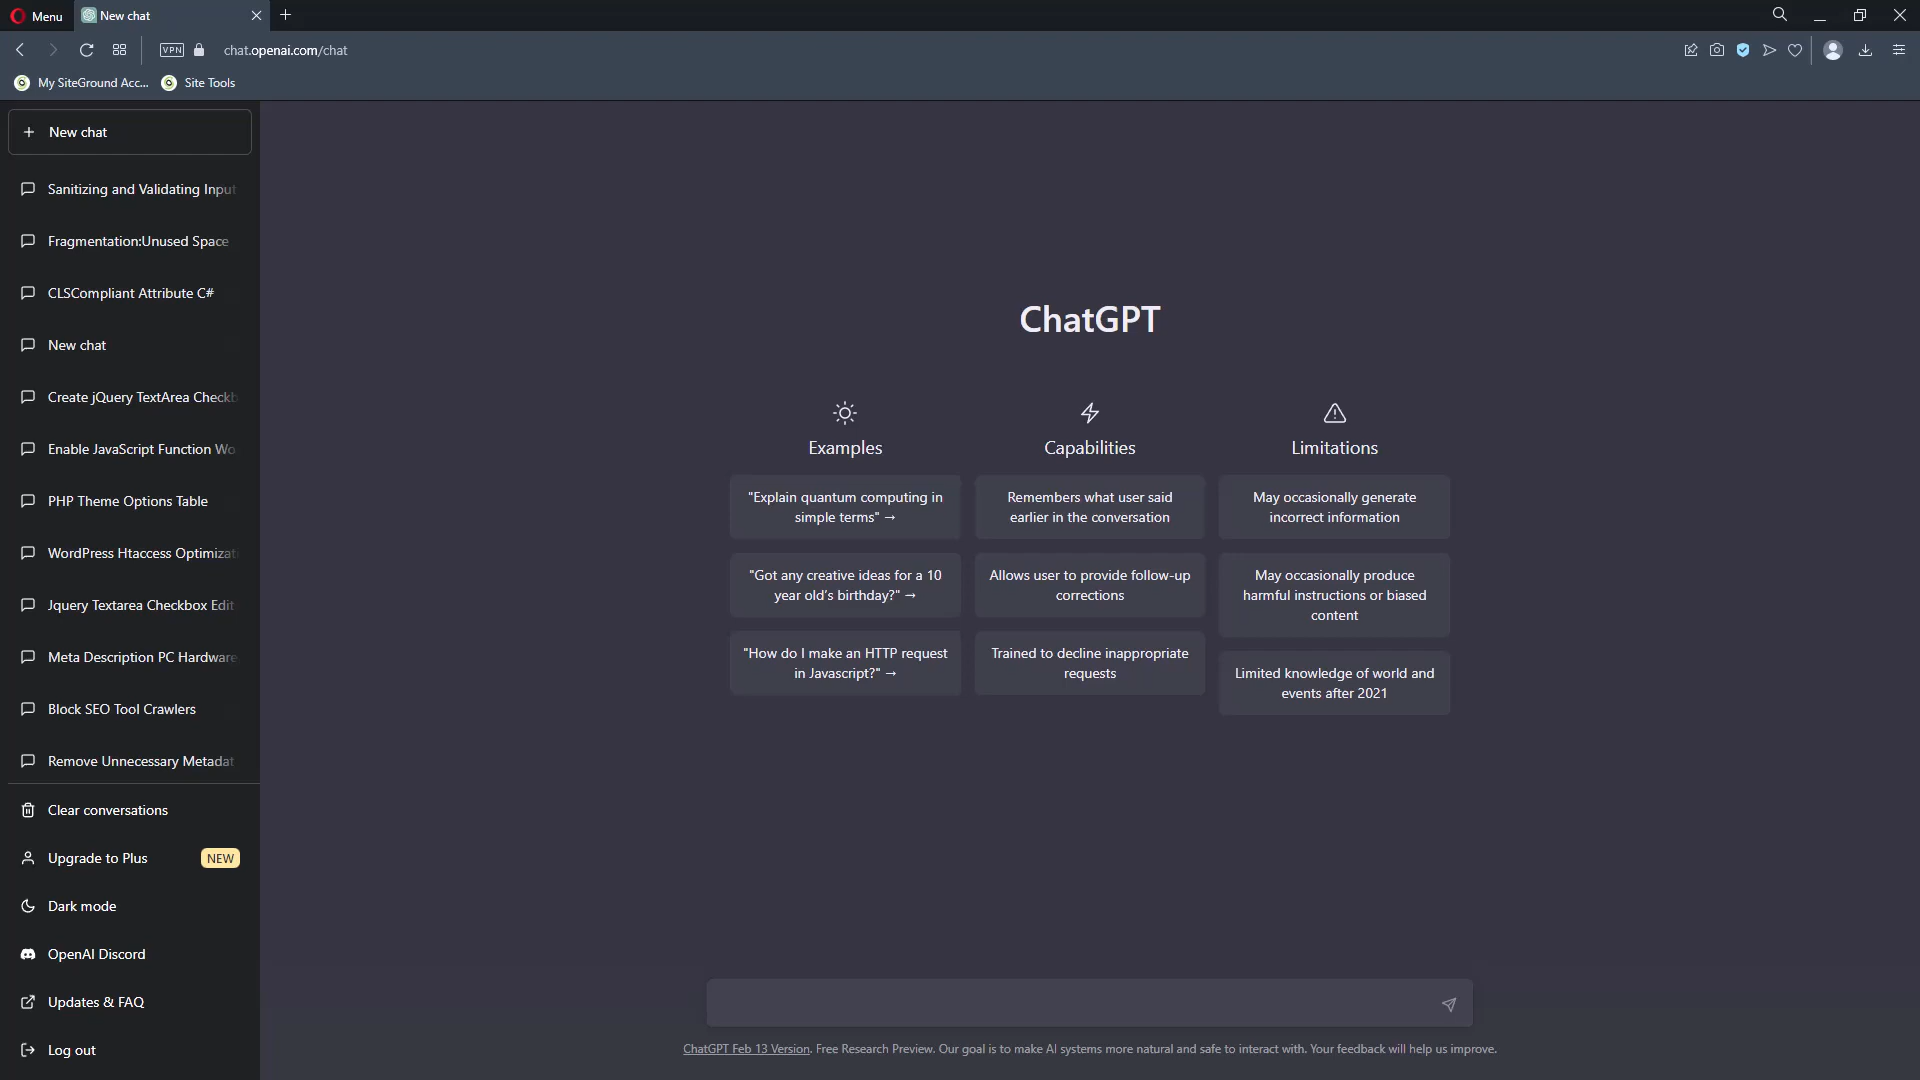 Menu
New chat
VPN
chat.openai.com/chat
My SiteGround Acc...
Site Tools
New chat
Sanitizing and Validating Input
Fragmentation:Unused Space
CLSCompliant Attribute C#
New chat
Create jQuery TextArea Checkb
Enable JavaScript Function Wo
PHP Theme Options Table
WordPress Htaccess Optimizat
Jquery Textarea Checkbox Edit
Meta Description PC Hardware
Block SEO Tool Crawlers
Remove Unnecessary Metadat
Clear conversations
Upgrade to Plus
NEW
Dark mode
OpenAI Discord
Updates & FAQ
Log out
ChatGPT
Examples
"Explain quantum computing in
simple terms" →
"Got any creative ideas for a 10
year old's birthday?" →
"How do I make an HTTP request
in Javascript?" →
Capabilities
Remembers what user said
earlier in the conversation
Allows user to provide follow-up
corrections
Trained to decline inappropriate
requests
Limitations
May occasionally generate
incorrect information
May occasionally produce
harmful instructions or biased
content
Limited knowledge of world and
events after 2021
ChatGPT Feb 13 Version. Free Research Preview. Our goal is to make AI systems more natural and safe to interact with. Your feedback will help us improve.